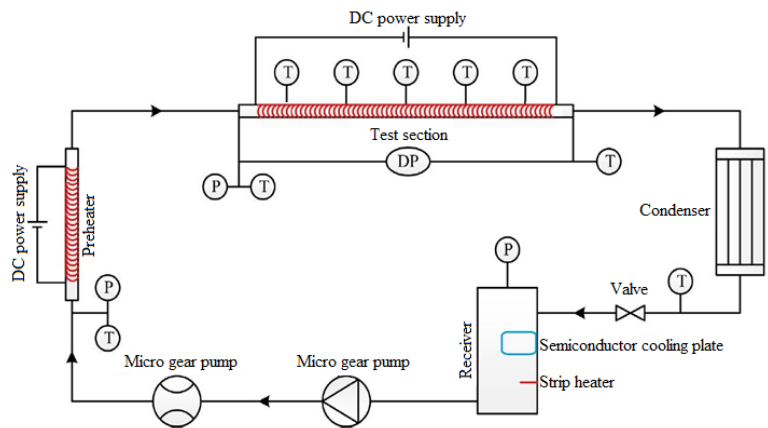 DC power supply
T
T
T
T
T
Test section
DP
T
P
T
DC power supply
Preheater
Condenser
P
T
P
Valve
T
Receiver
Semiconductor cooling plate
Strip heater
Micro gear pump
Micro gear pump